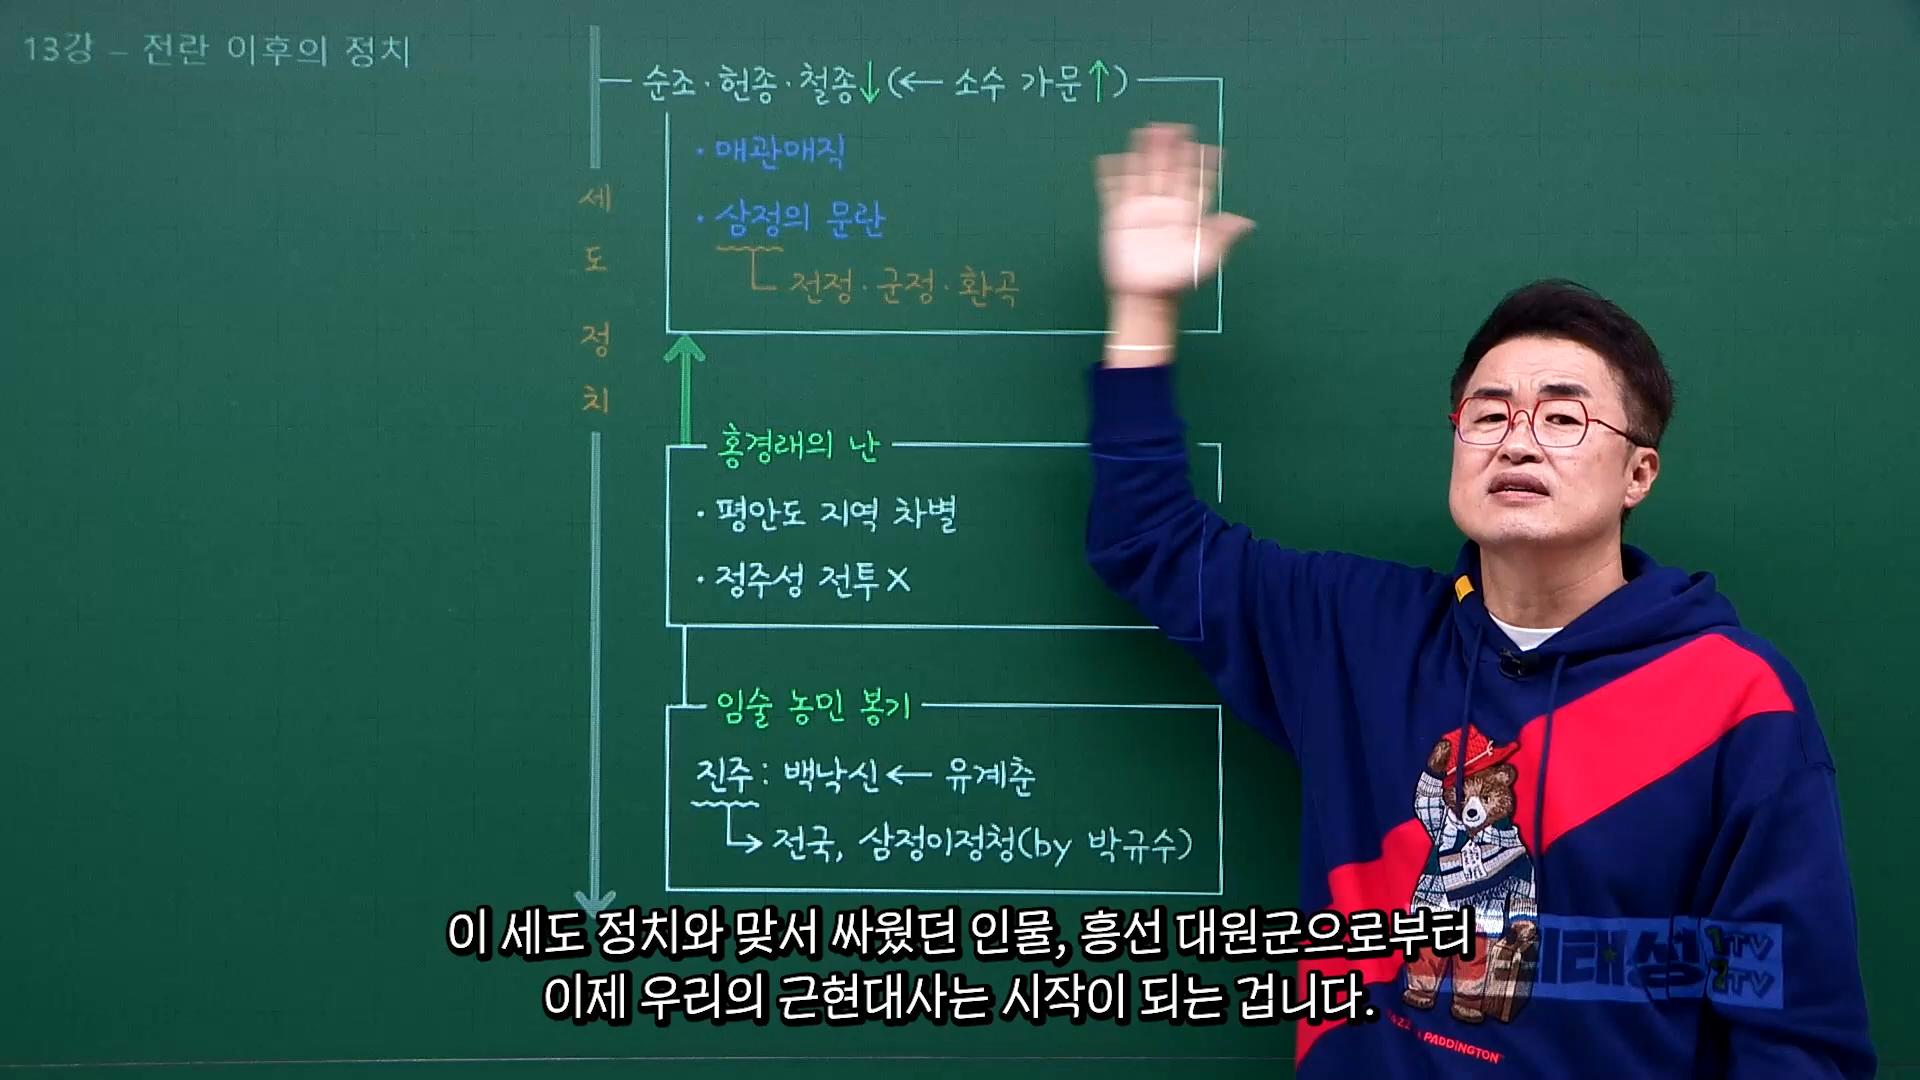 13강 – 전란 이후의 정치
순조·헌종·철종↓(← 소수 가문↑)
· 매관매직
· 삼정의 문란
전정·군정·환곡
세도정치
홍경래의 난
· 평안도 지역 차별
· 정주성 전투 X
임술 농민 봉기
진주 : 백낙신 ← 유계춘
→ 전국, 삼정이정청(by 박규수)
이 세도 정치와 맞서 싸웠던 인물, 흥선 대원군으로부터
이제 우리의 근현대사는 시작이 되는 겁니다.
태성
1TV
2TV
PADDINGTON